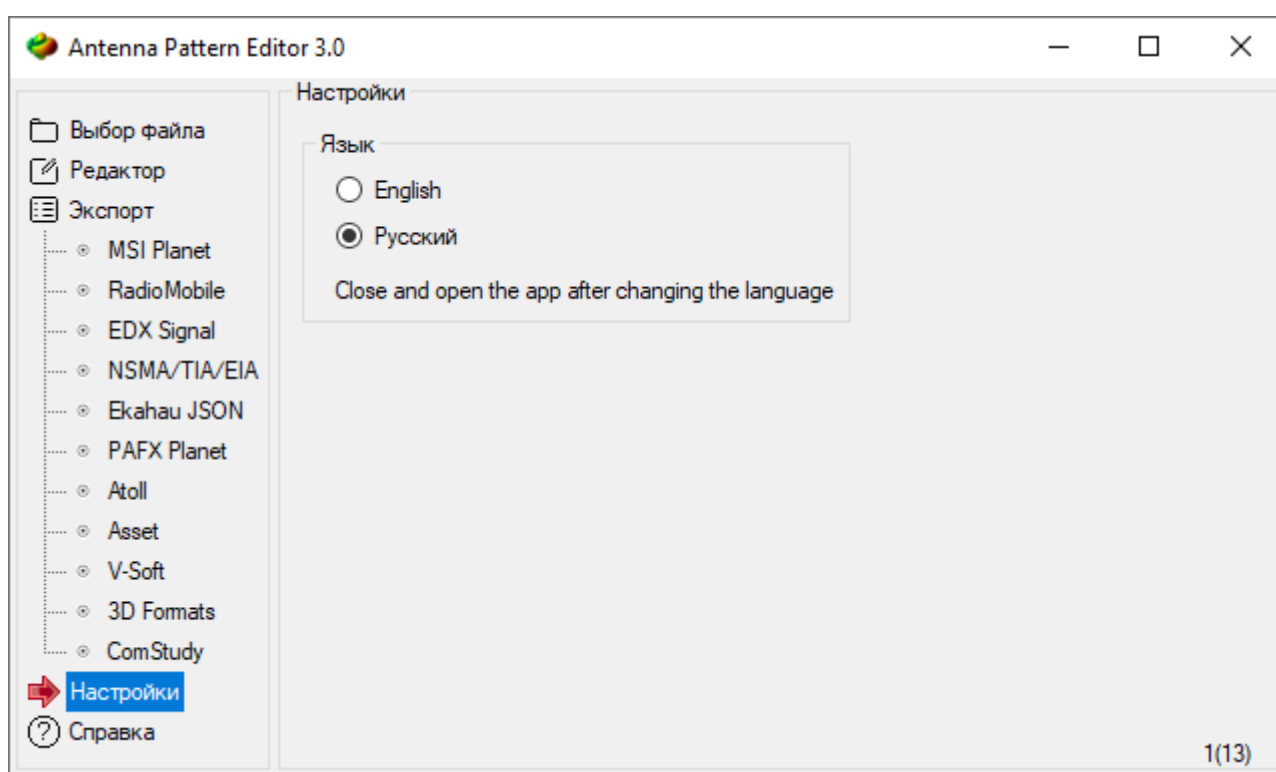 Antenna Pattern Editor 3.0
Выбор файла
Редактор
Экспорт
MSI Planet
RadioMobile
EDX Signal
NSMA/TIA/EIA
Ekahau JSON
PAFX Planet
Atoll
Asset
V-Soft
3D Formats
ComStudy
Настройки
Справка
Настройки
Язык
English
Русский
Close and open the app after changing the language
1(13)